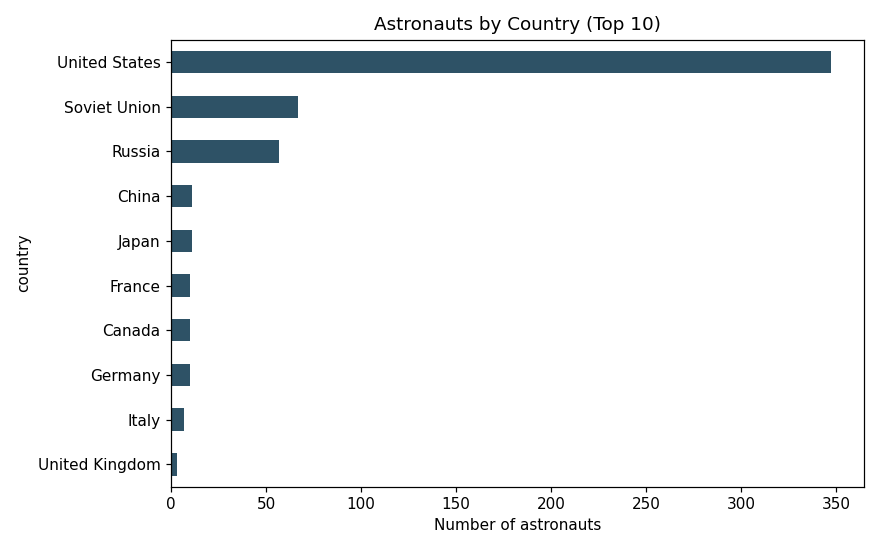 Astronauts by Country (Top 10)
United States
Soviet Union
Russia
China
Japan
France
Canada
Germany
Italy
United Kingdom
country
0 50 100 150 200 250 300 350
Number of astronauts